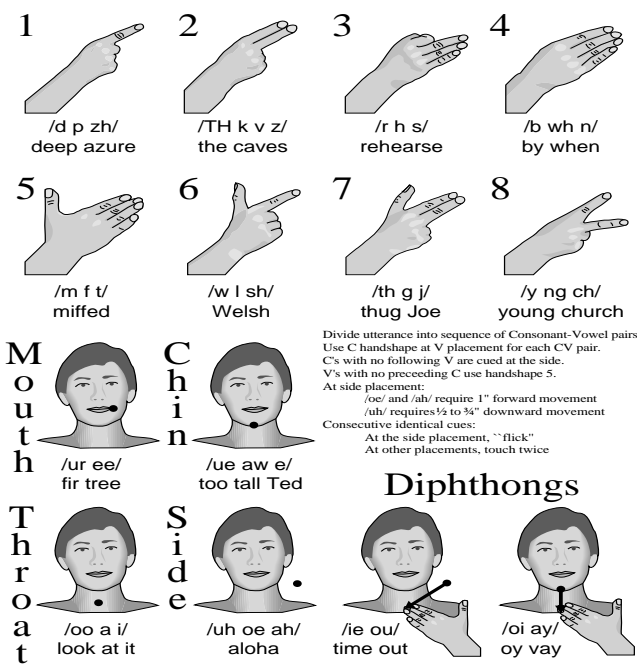 1
/d p zh/
deep azure
2
/TH k v z/
the caves
3
/r h s/
rehearse
4
/b wh n/
by when
5
/m f t/
miffed
6
/w l sh/
Welsh
7
/th g j/
thug Joe
8
/y ng ch/
young church
Mouth
/ur ee/
fir tree
Chin
/ue aw e/
too tall Ted
Divide utterance into sequence of Consonant-Vowel pairs
Use C handshape at V placement for each CV pair.
C's with no following V are cued at the side.
V's with no preceeding C use handshape 5.
At side placement:
/oe/ and /ah/ require 1" forward movement
/uh/ requires ½ to ¾" downward movement
Consecutive identical cues:
At the side placement, ``flick"
At other placements, touch twice
Throat
/oo a i/
look at it
Side
/uh oe ah/
aloha
Diphthongs
/ie ou/
time out
/oi ay/
oy vay